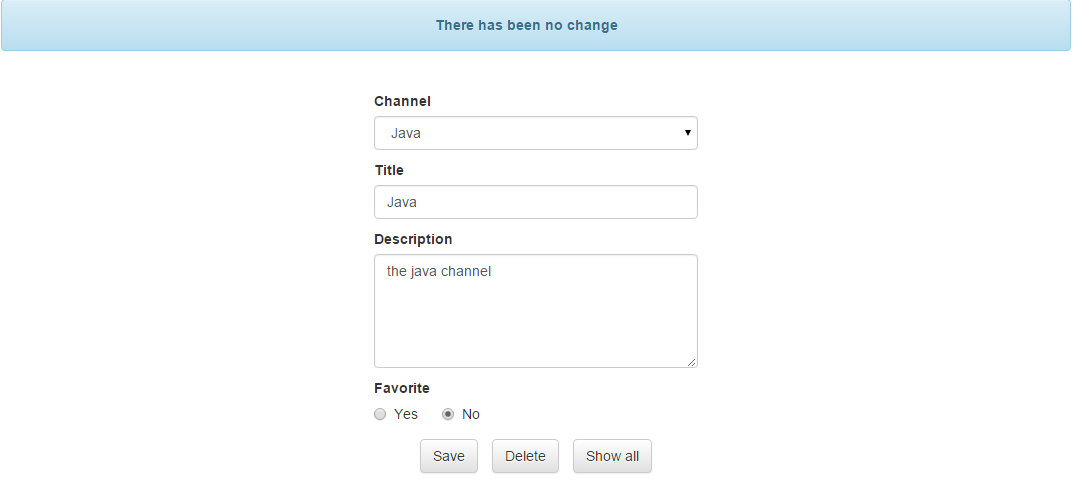 There has been no change
Channel
Java
Title
Java
Description
the java channel
Favorite
Yes No
Save Delete Show all